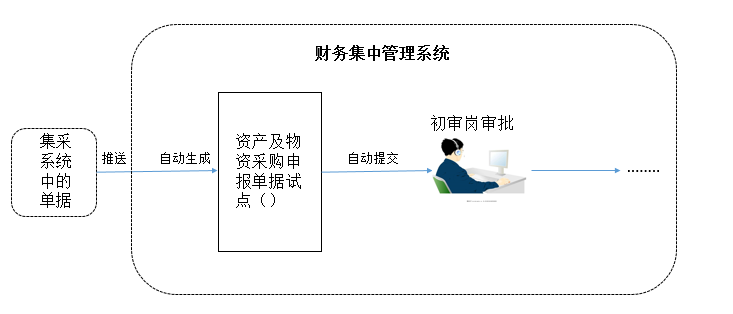 财务集中管理系统
集采
系统
中的
单据
推送
自动生成
资产及物
资采购申
报单据试
点（）
自动提交
初审岗审批
········